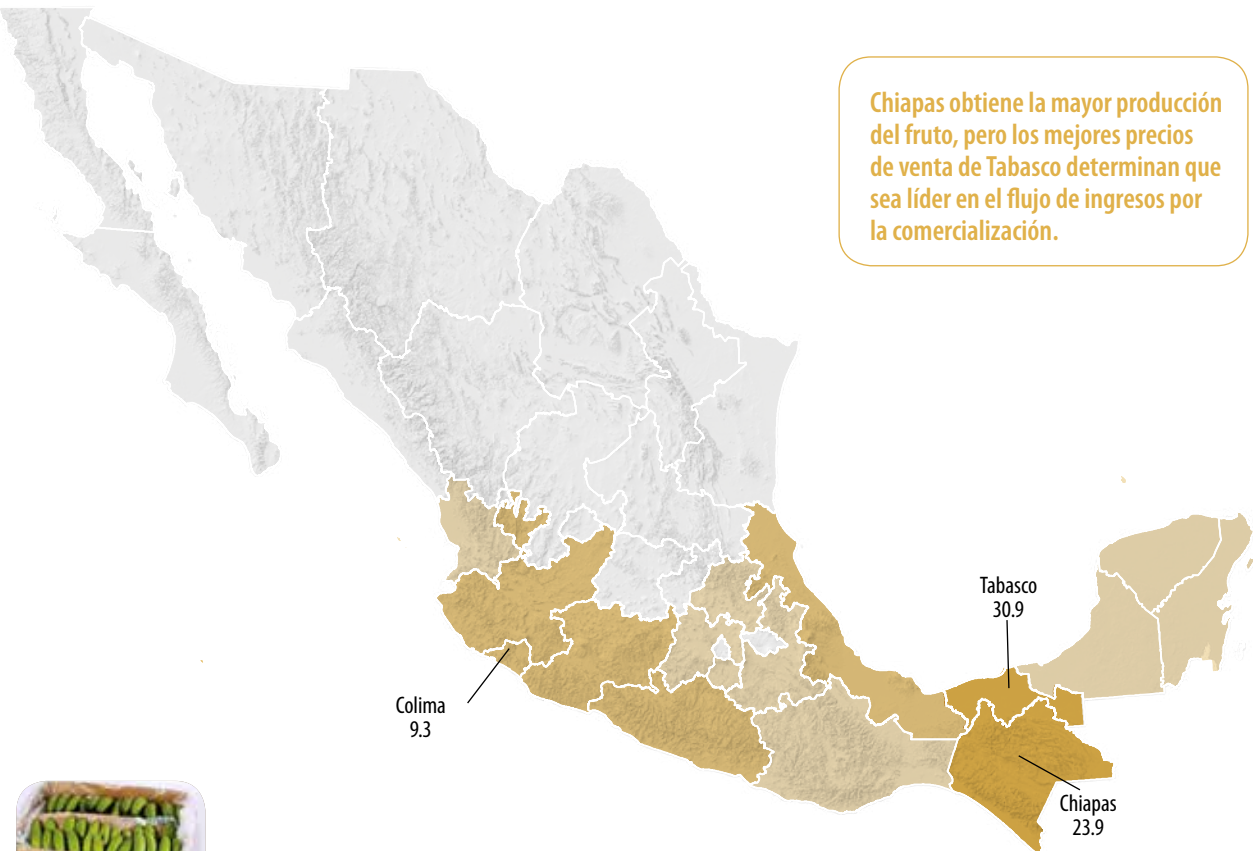 Chiapas obtiene la mayor producción
del fruto, pero los mejores precios
de venta de Tabasco determinan que
sea líder en el flujo de ingresos por
la comercialización.
Tabasco
30.9
Colima
9.3
Chiapas
23.9